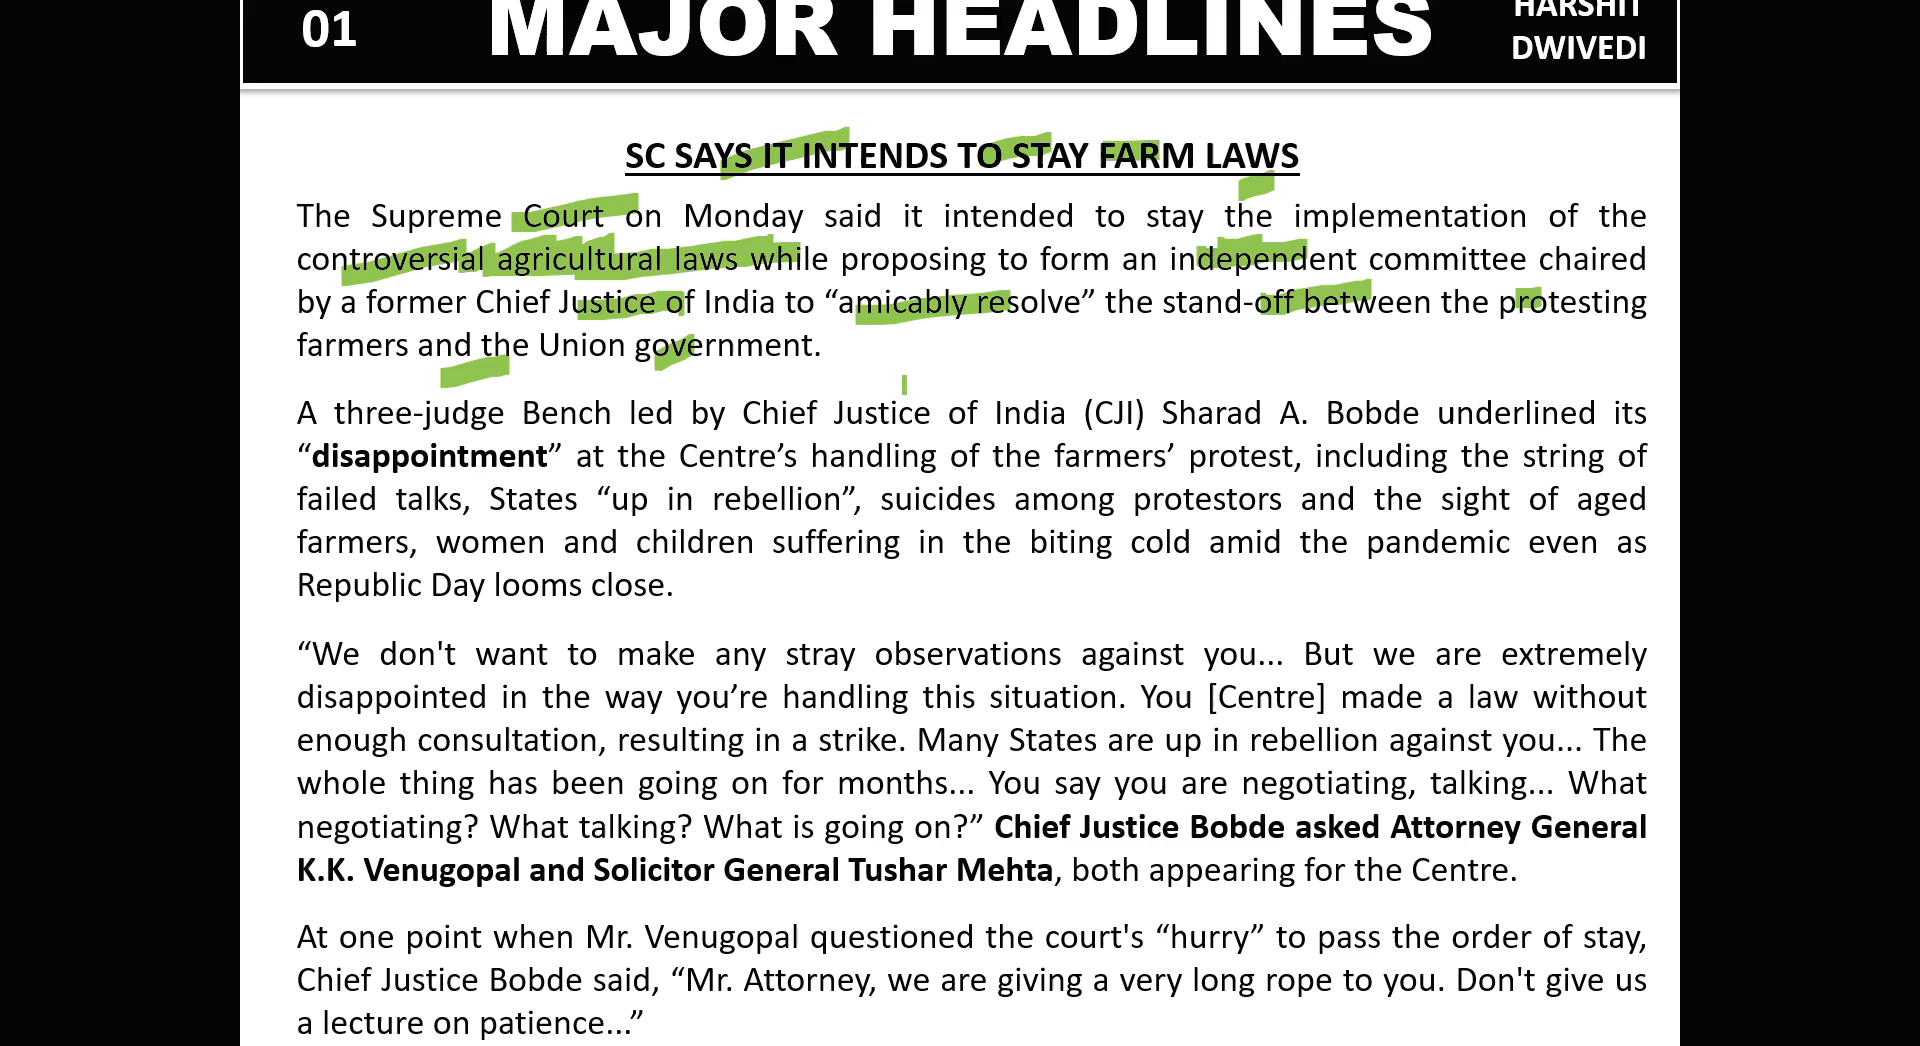 01
MAJOR HEADLINES
HARSHIT
DWIVEDI
SC SAYS IT INTENDS TO STAY FARM LAWS
The Supreme Court on Monday said it intended to stay the implementation of the
controversial agricultural laws while proposing to form an independent committee chaired
by a former Chief Justice of India to “amicably resolve” the stand-off between the protesting
farmers and the Union government.
A three-judge Bench led by Chief Justice of India (CJI) Sharad A. Bobde underlined its
“disappointment” at the Centre’s handling of the farmers’ protest, including the string of
failed talks, States “up in rebellion”, suicides among protestors and the sight of aged
farmers, women and children suffering in the biting cold amid the pandemic even as
Republic Day looms close.
“We don't want to make any stray observations against you... But we are extremely
disappointed in the way you’re handling this situation. You [Centre] made a law without
enough consultation, resulting in a strike. Many States are up in rebellion against you... The
whole thing has been going on for months... You say you are negotiating, talking... What
negotiating? What talking? What is going on?” Chief Justice Bobde asked Attorney General
K.K. Venugopal and Solicitor General Tushar Mehta, both appearing for the Centre.
At one point when Mr. Venugopal questioned the court's “hurry” to pass the order of stay,
Chief Justice Bobde said, “Mr. Attorney, we are giving a very long rope to you. Don't give us
a lecture on patience...”